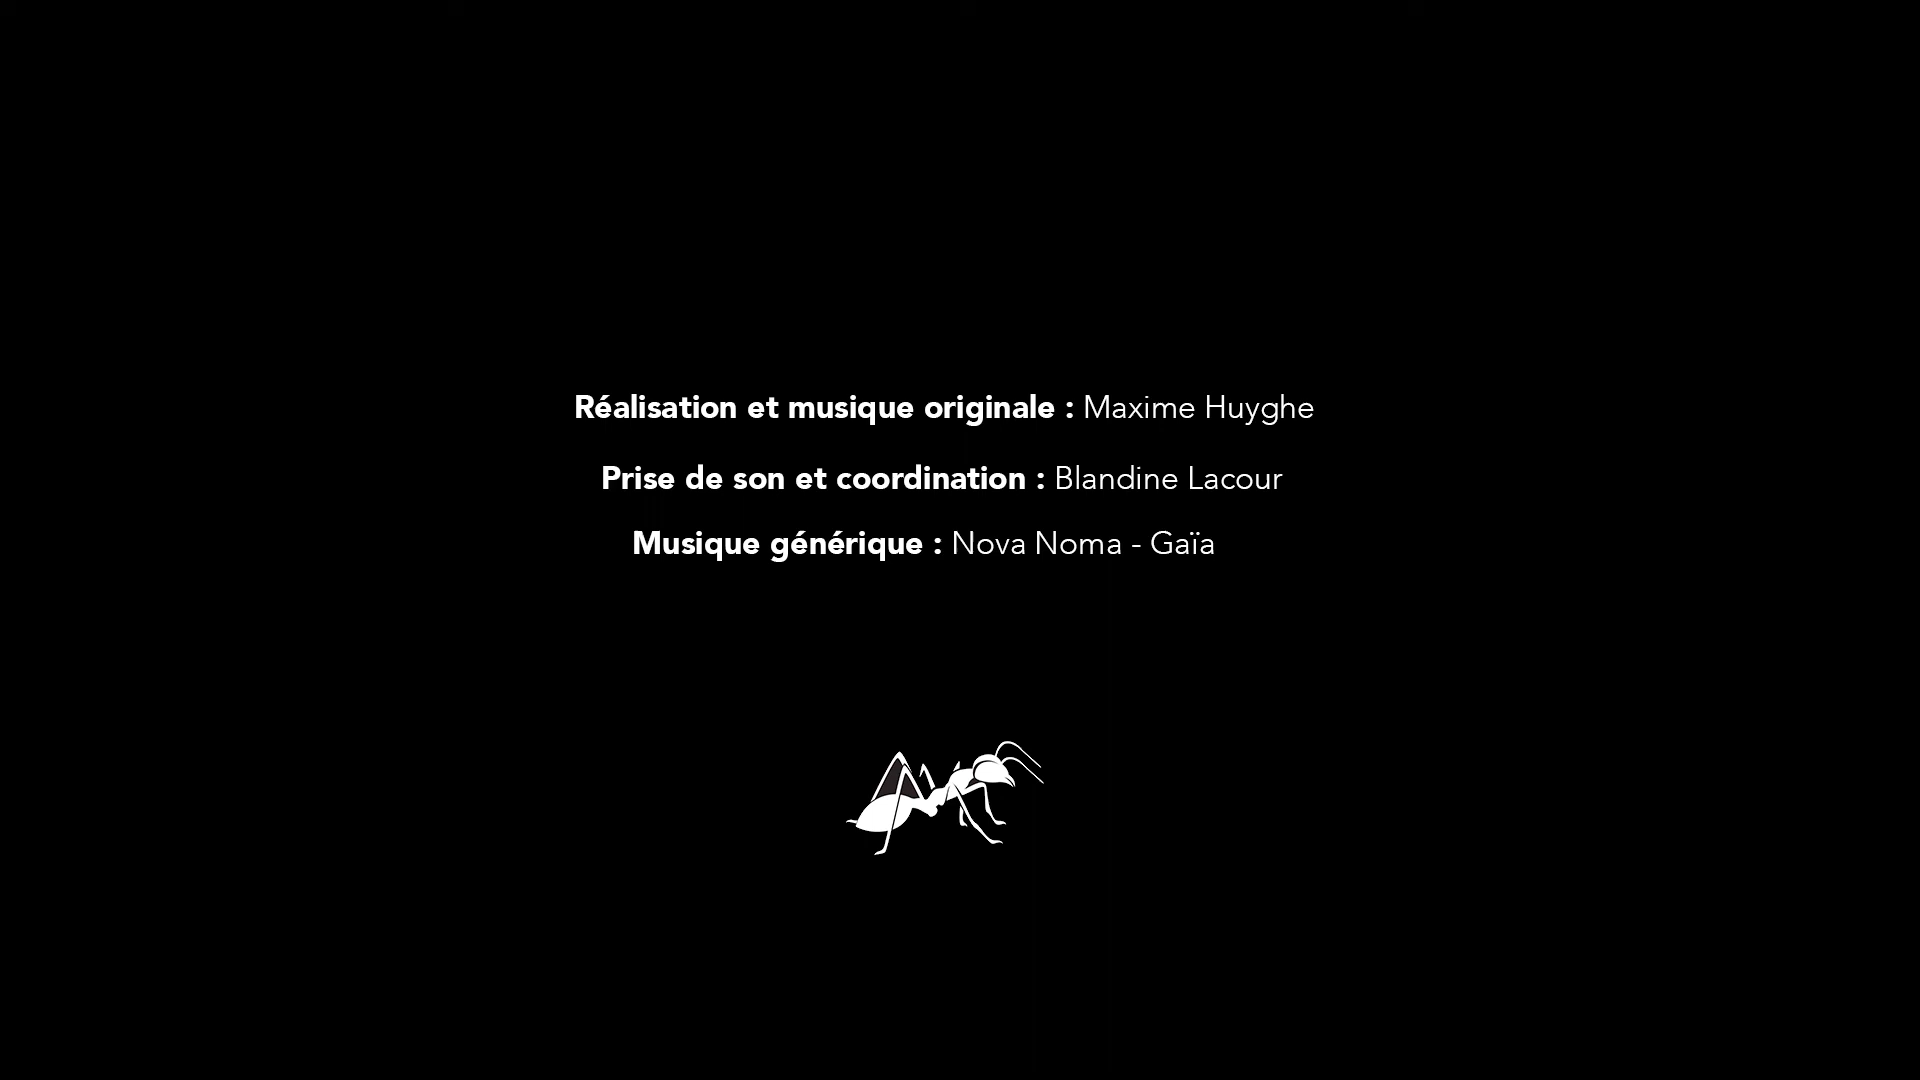 Réalisation et musique originale : Maxime Huyghe
Prise de son et coordination : Blandine Lacour
Musique générique : Nova Noma - Gaïa